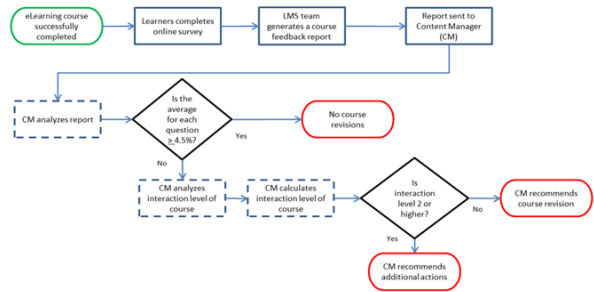 eLearning course
successfully
completed
Learners completes
online survey
LMS team
generates a course
feedback report
Report sent to
Content Manager
(CM)
CM analyzes report
Is the
average
for each
question
≥ 4.5%?
Yes
No course
revisions
No
CM analyzes
interaction level of
course
CM calculates
interaction level of
course
Is
interaction
level 2 or
higher?
No
CM recommends
course revision
Yes
CM recommends
additional actions